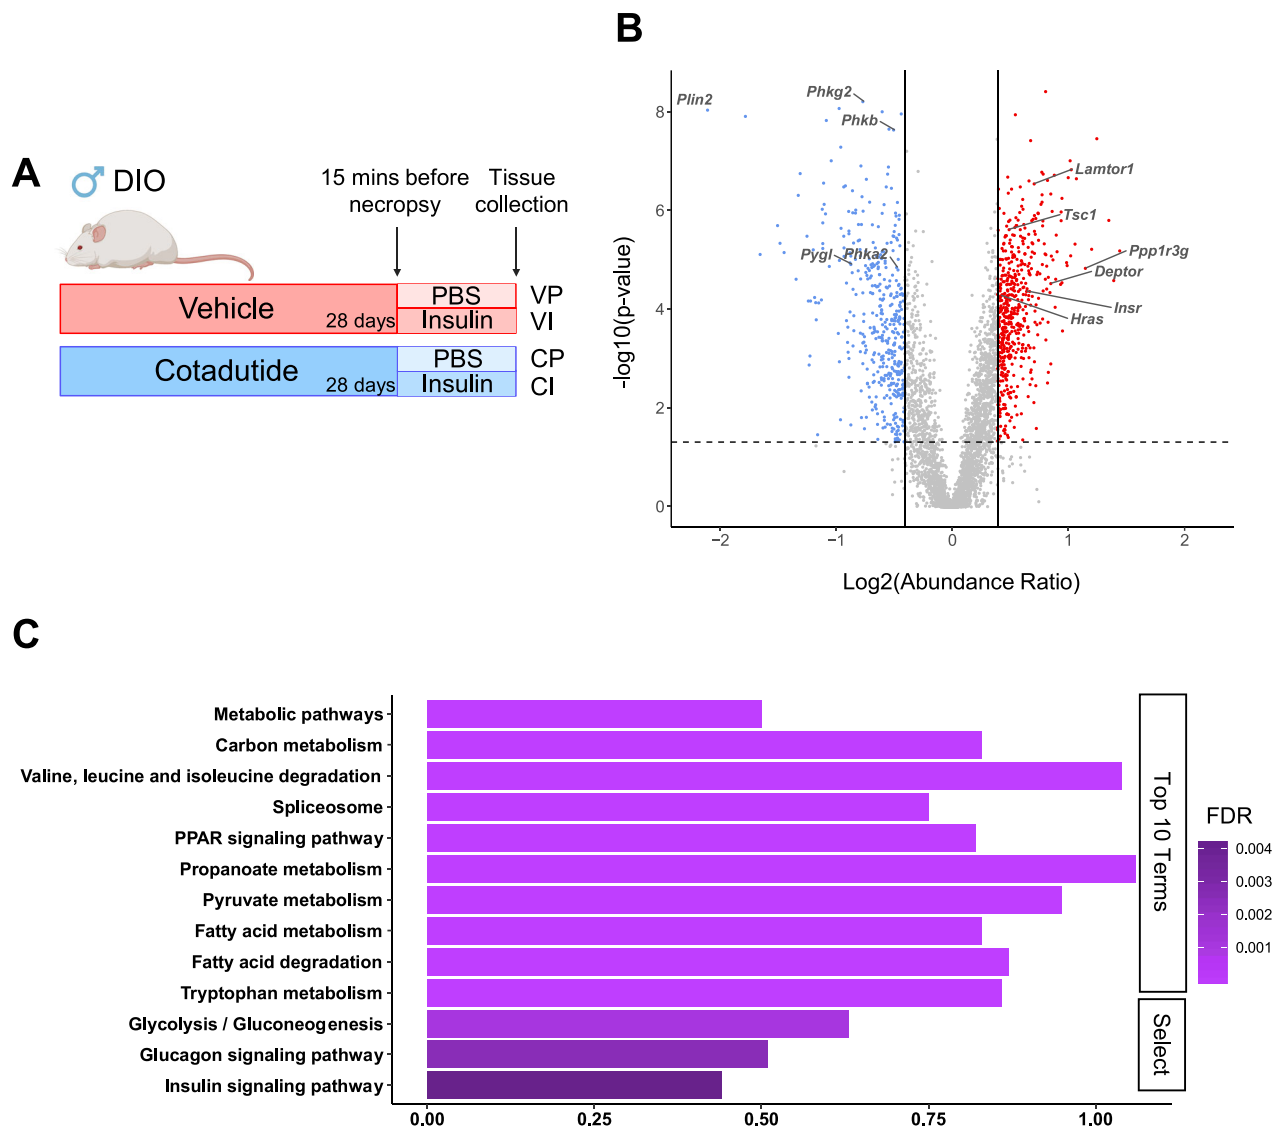 A
♂ DIO
15 mins before
necropsy
Tissue
collection
Vehicle
28 days
PBS
Insulin
VP
VI
Cotadutide
28 days
PBS
Insulin
CP
CI
B
-log10(p-value)
8
6
4
2
0
Plin2
Phkg2
Phkb
Pygl
Phka2
Lamtor1
Tsc1
Ppp1r3g
Deptor
Insr
Hras
−2
−1
0
1
2
Log2(Abundance Ratio)
C
Metabolic pathways
Carbon metabolism
Valine, leucine and isoleucine degradation
Spliceosome
PPAR signaling pathway
Propanoate metabolism
Pyruvate metabolism
Fatty acid metabolism
Fatty acid degradation
Tryptophan metabolism
Glycolysis / Gluconeogenesis
Glucagon signaling pathway
Insulin signaling pathway
0.00
0.25
0.50
0.75
1.00
Top 10 Terms
Select
FDR
0.004
0.003
0.002
0.001